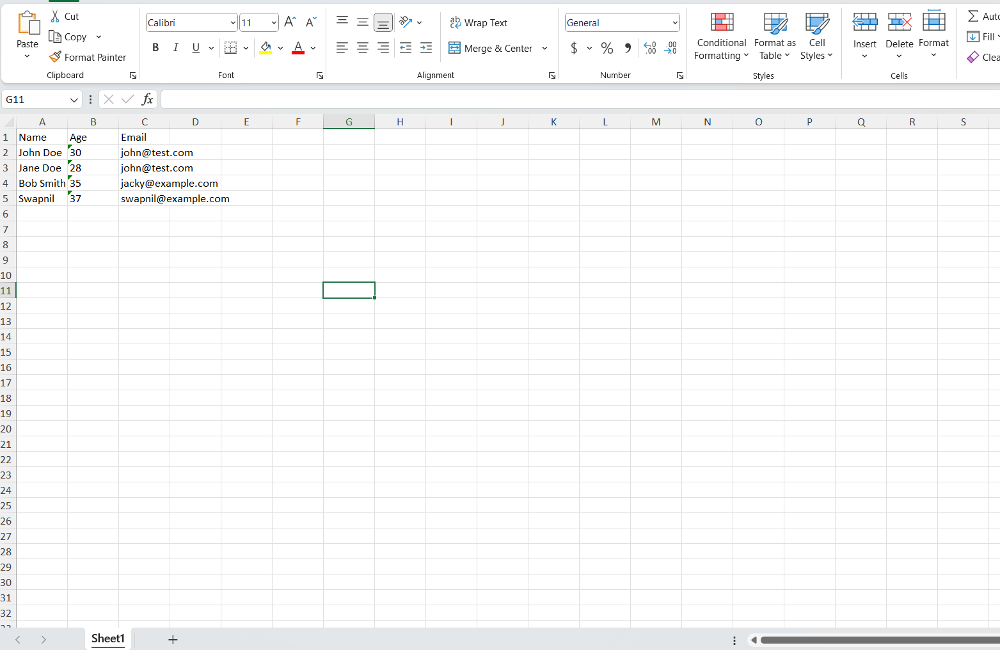 Paste
Cut
Copy
Format Painter
Clipboard
Calibri 11 A A
B I U A
Font
ab Wrap Text
Merge & Center
Alignment
General
$ % , .00 .00
Number
Conditional
Formatting
Format as
Table
Cell
Styles
Styles
Insert
Delete
Format
Cells
Σ
Fill
G11 fx
A B C D E F G H I J K L M N O P Q R S
1 Name Age Email
2 John Doe 30 john@test.com
3 Jane Doe 28 john@test.com
4 Bob Smith 35 jacky@example.com
5 Swapnil 37 swapnil@example.com
6
7
8
9
10
11
12
13
14
15
16
17
18
19
20
21
22
23
24
25
26
27
28
29
30
31
32
Sheet1 +